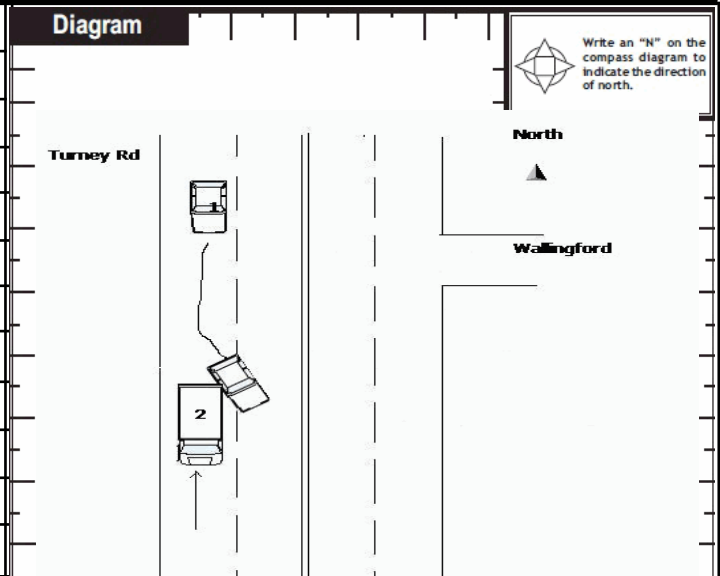 Diagram
Write an “N” on the
compass diagram to
indicate the direction
of north.
North
Turney Rd
1
Wallingford
2